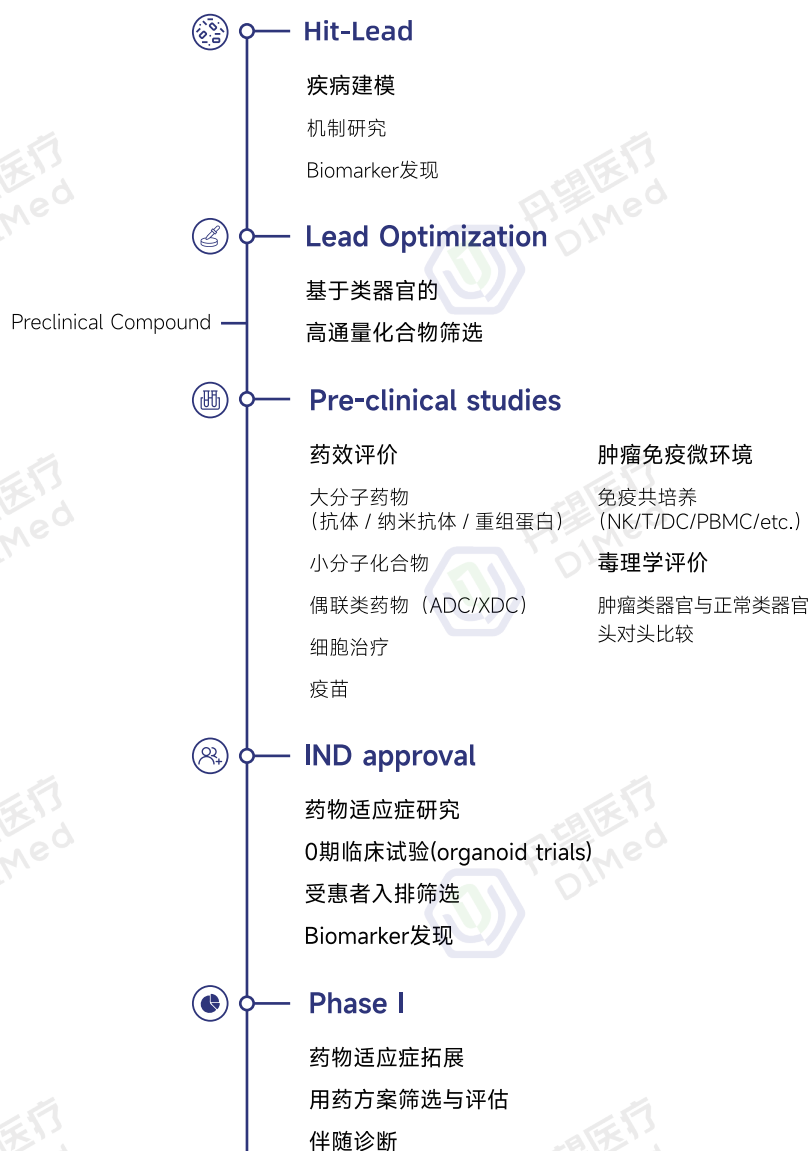 Hit-Lead
疾病建模
机制研究
Biomarker发现
Lead Optimization
基于类器官的
Preclinical Compound
高通量化合物筛选
Pre-clinical studies
药效评价
大分子药物
（抗体 / 纳米抗体 / 重组蛋白）
小分子化合物
偶联类药物（ADC/XDC）
细胞治疗
疫苗
肿瘤免疫微环境
免疫共培养
（NK/T/DC/PBMC/etc.）
毒理学评价
肿瘤类器官与正常类器官
头对头比较
IND approval
药物适应症研究
0期临床试验(organoid trials)
受惠者入排筛选
Biomarker发现
Phase I
药物适应症拓展
用药方案筛选与评估
伴随诊断
丹望医疗
D1Med